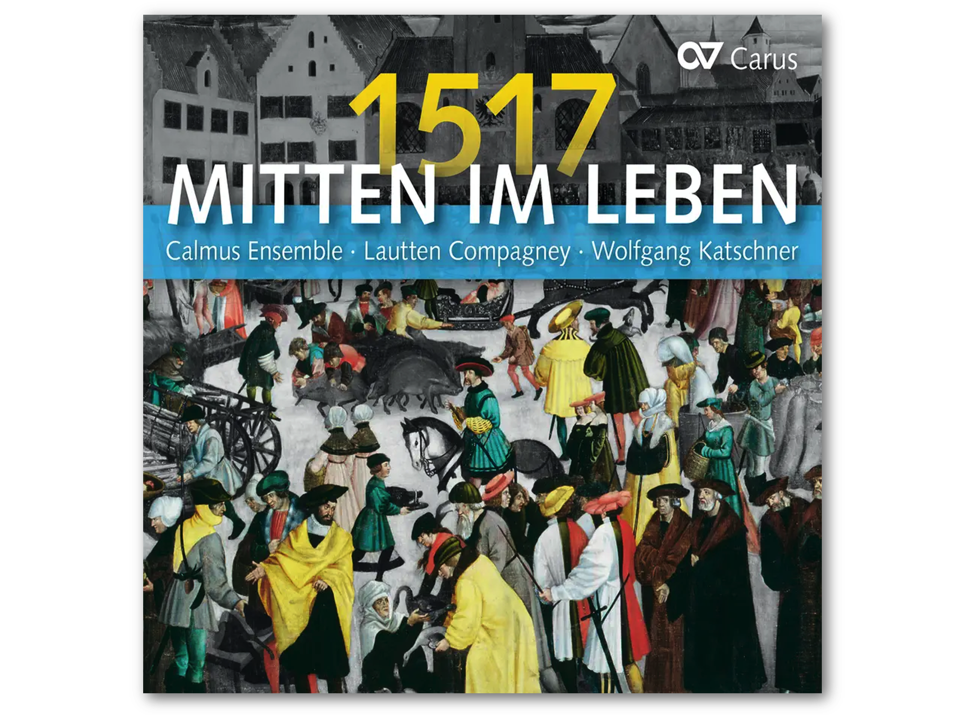 Carus
1517
MITTEN IM LEBEN
Calmus Ensemble · Lautten Compagney · Wolfgang Katschner